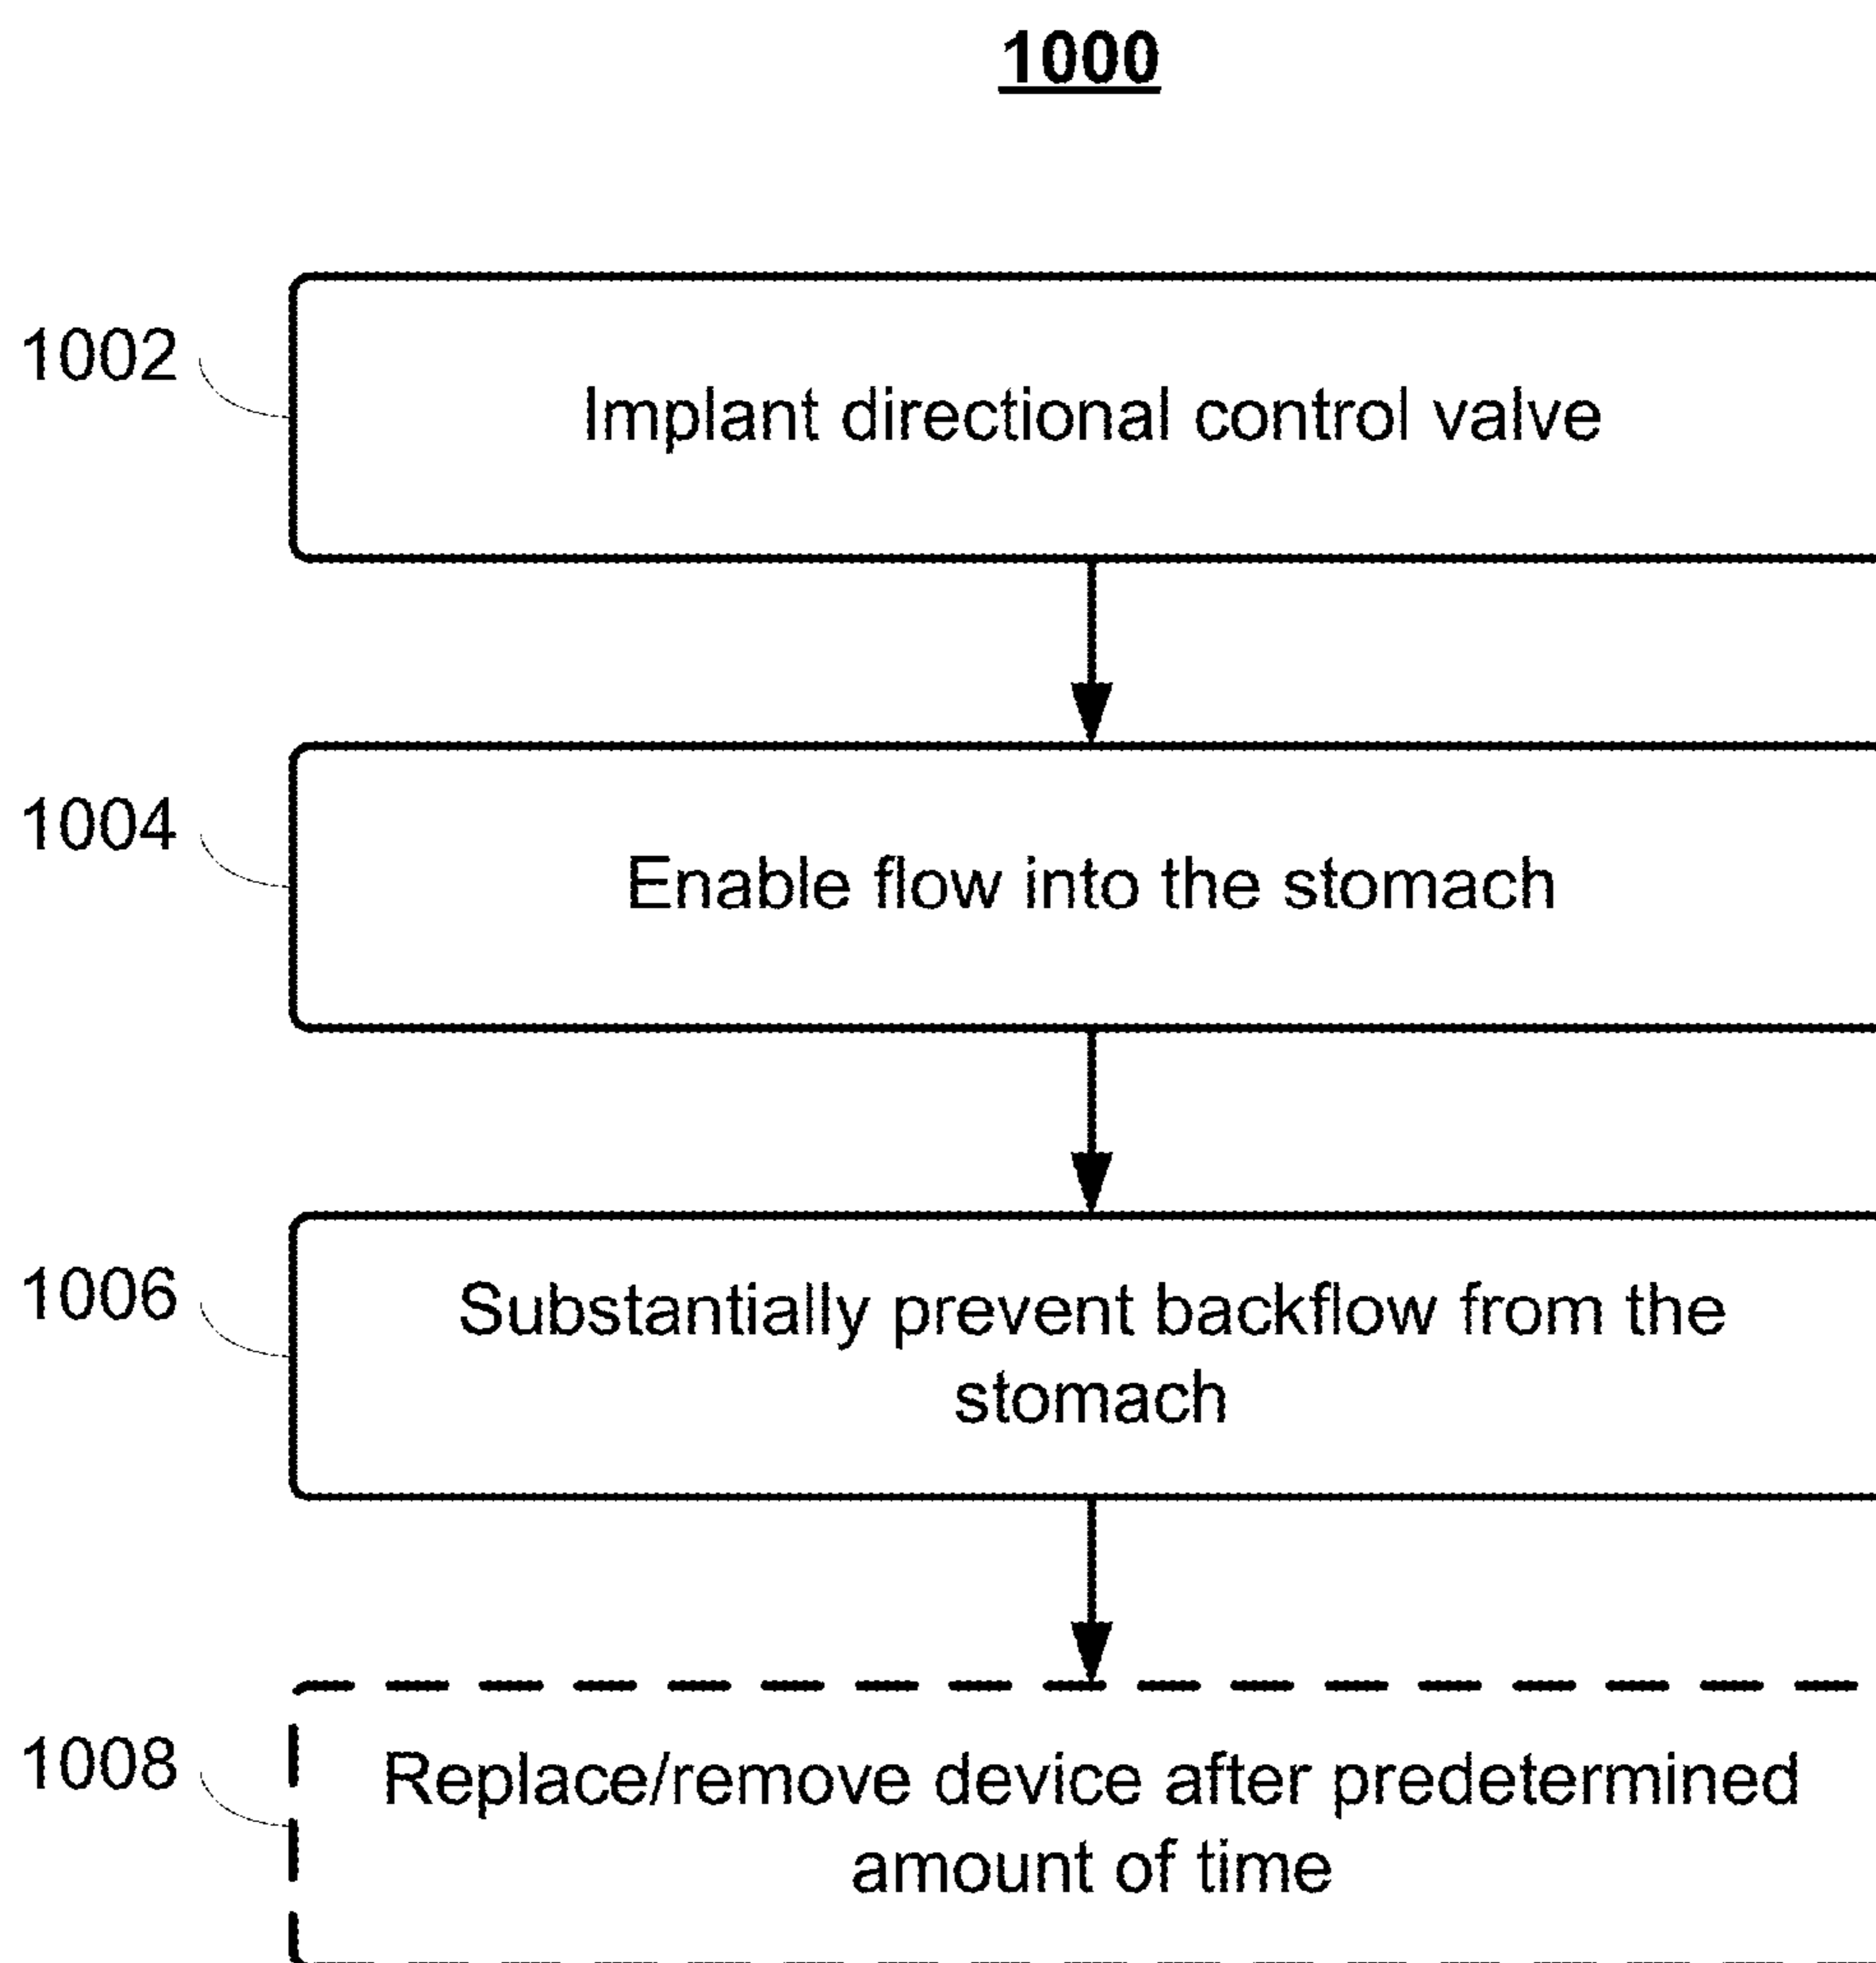 1000
1002
Implant directional control valve
1004
Enable flow into the stomach
1006
Substantially prevent backflow from the
stomach
1008
Replace/remove device after predetermined
amount of time